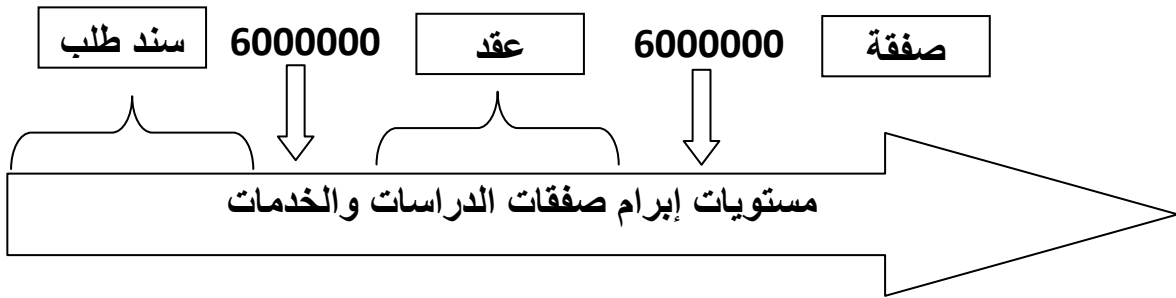 صفقة
6000000
عقد
6000000
سند طلب
مستويات إبرام صفقات الدراسات والخدمات